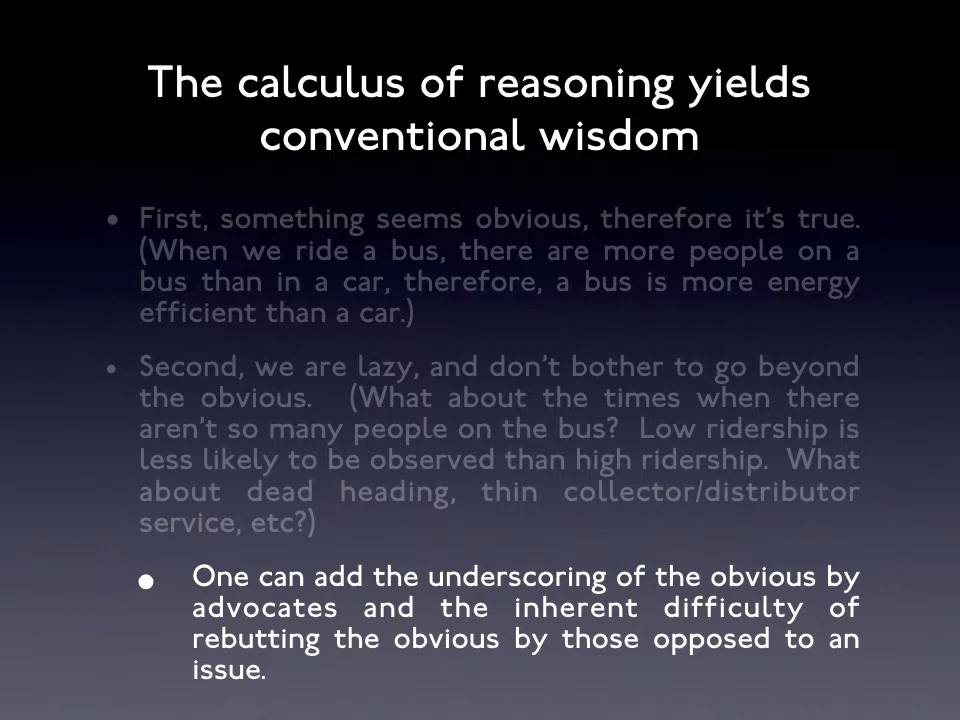 The calculus of reasoning yields
conventional wisdom
• First, something seems obvious, therefore it's true.
(When we ride a bus, there are more people on a
bus than in a car, therefore, a bus is more energy
efficient than a car.)
• Second, we are lazy, and don't bother to go beyond
the obvious. (What about the times when there
aren't so many people on the bus? Low ridership is
less likely to be observed than high ridership. What
about dead heading, thin collector/distributor
service, etc?)
• One can add the underscoring of the obvious by
advocates and the inherent difficulty of
rebutting the obvious by those opposed to an
issue.